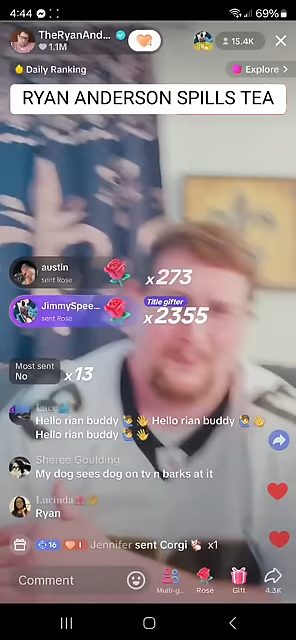 4:44
69%
TheRyanAnd...
1.1M
15.4K
Daily Ranking
Explore >
RYAN ANDERSON SPILLS TEA
austin
sent Rose
x273
JimmySpee...
sent Rose
Title gifter
x2355
Most sent
No
x13
Hello rian buddy 🙋‍♂️👋 Hello rian buddy 🙋‍♂️👋
Hello rian buddy 🙋‍♂️👋
Sheree Goulding
My dog sees dog on tv n barks at it
Lucinda
Ryan
16
1
Jennifer sent Corgi x1
Comment
Multi-g...
Rose
Gift
4.3K